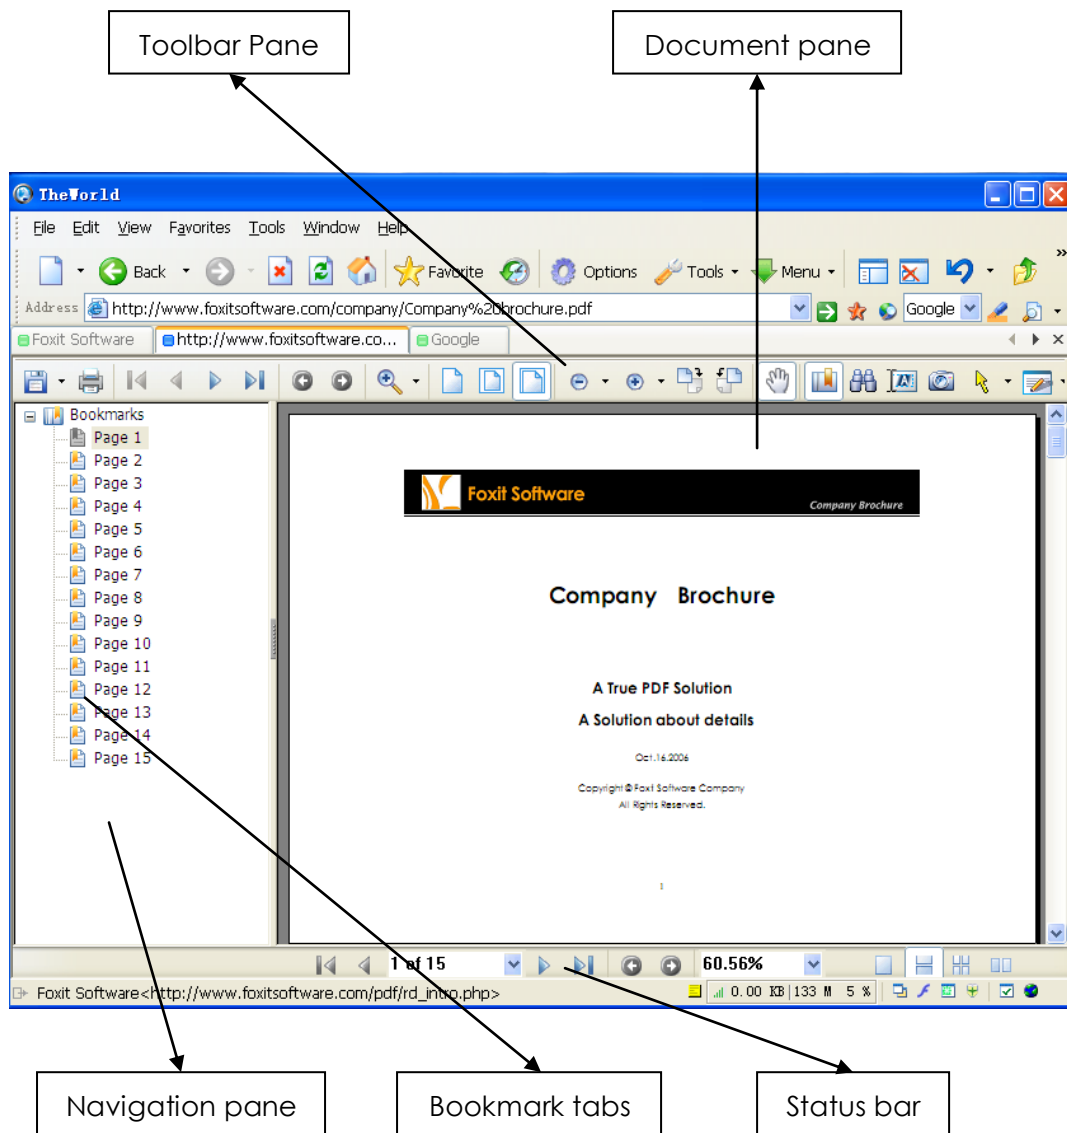 Toolbar Pane
Document pane
TheWorld
File Edit View Favorites Tools Window Help
Back Favorite Options Tools Menu »
Address http://www.foxitsoftware.com/company/Company%20brochure.pdf Google
Foxit Software http://www.foxitsoftware.co... Google
Bookmarks
Page 1
Page 2
Page 3
Page 4
Page 5
Page 6
Page 7
Page 8
Page 9
Page 10
Page 11
Page 12
Page 13
Page 14
Page 15
Foxit Software
Company Brochure
Company Brochure
A True PDF Solution
A Solution about details
Oct.16.2006
Copyright © Foxit Software Company
All Rights Reserved.
1
1 of 15 60.56%
Foxit Software<http://www.foxitsoftware.com/pdf/rd_intro.php> 0.00 KB|133 M 5 %
Navigation pane
Bookmark tabs
Status bar